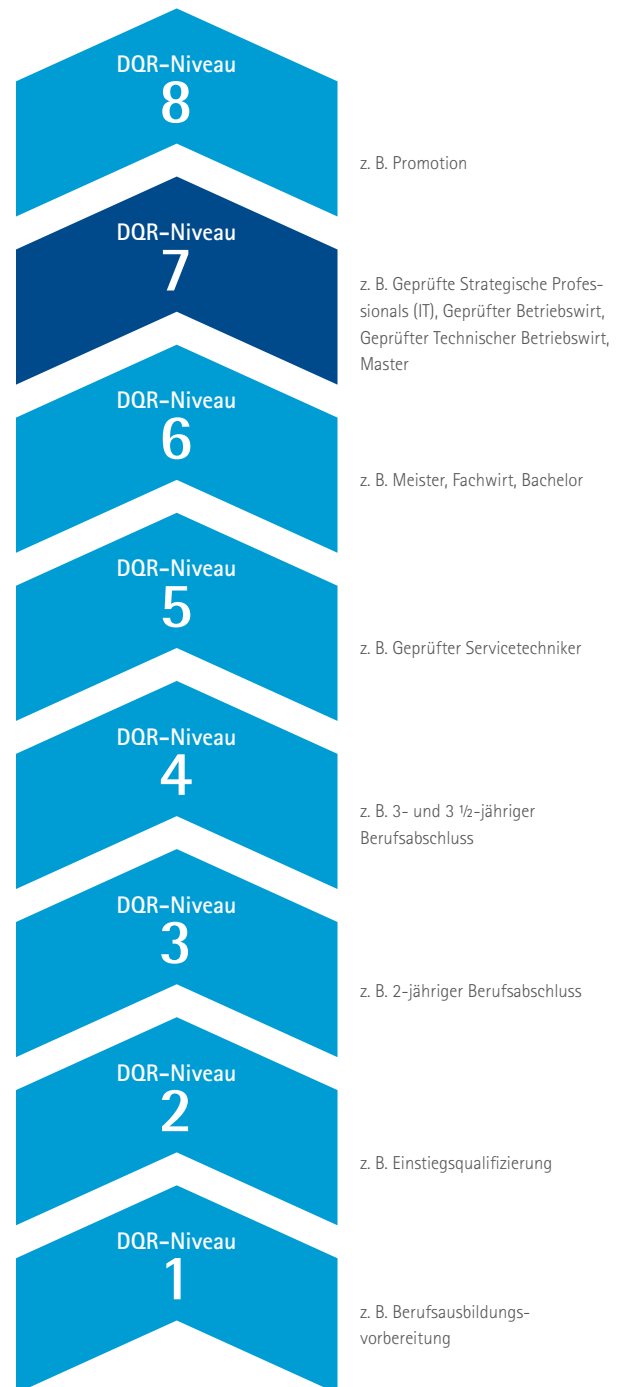 DQR-Niveau
8
z. B. Promotion
DQR-Niveau
7
z. B. Geprüfte Strategische Profes-
sionals (IT), Geprüfter Betriebswirt,
Geprüfter Technischer Betriebswirt,
Master
DQR-Niveau
6
z. B. Meister, Fachwirt, Bachelor
DQR-Niveau
5
z. B. Geprüfter Servicetechniker
DQR-Niveau
4
z. B. 3- und 3 ½-jähriger
Berufsabschluss
DQR-Niveau
3
z. B. 2-jähriger Berufsabschluss
DQR-Niveau
2
z. B. Einstiegsqualifizierung
DQR-Niveau
1
z. B. Berufsausbildungs-
vorbereitung